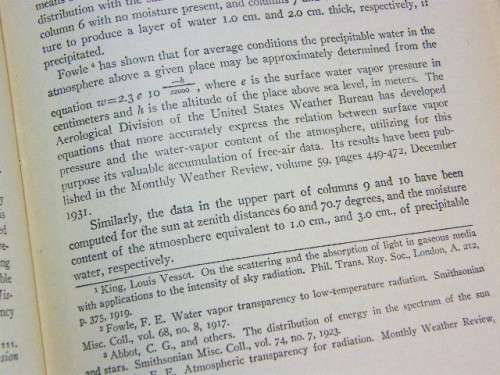 means
distribution with the
column 6 with no moisture present, and columns 7 and
ture to produce a layer of water 1.0 cm. and 2.0 cm. thick, respectively, if
precipitated.
Fowle ⁴ has shown that for average conditions the precipitable water in the
atmosphere above a given place may be approximately determined from the
equation w=2.3 e 10 –h/22000 , where e is the surface water vapor pressure in
centimeters and h is the altitude of the place above sea level, in meters. The
Aerological Division of the United States Weather Bureau has developed
equations that more accurately express the relation between surface vapor
pressure and the water-vapor content of the atmosphere, utilizing for this
purpose its valuable accumulation of free-air data. Its results have been pub-
lished in the Monthly Weather Review, volume 59, pages 449-472, December
1931.
Similarly, the data in the upper part of columns 9 and 10 have been
computed for the sun at zenith distances 60 and 70.7 degrees, and the moisture
content of the atmosphere equivalent to 1.0 cm., and 3.0 cm., of precipitable
water, respectively.
¹ King, Louis Vessot. On the scattering and the absorption of light in gaseous media
with applications to the intensity of sky radiation. Phil. Trans. Roy. Soc., London, A. 212,
p. 375, 1919.
² Fowle, F. E. Water vapor transparency to low-temperature radiation. Smithsonian
Misc. Coll., vol. 68, no. 8, 1917.
³ Abbot, C. G., and others. The distribution of energy in the spectrum of the sun
and stars. Smithsonian Misc. Coll., vol. 74, no. 7, 1923.
E. Atmospheric transparency for radiation. Monthly Weather Review,